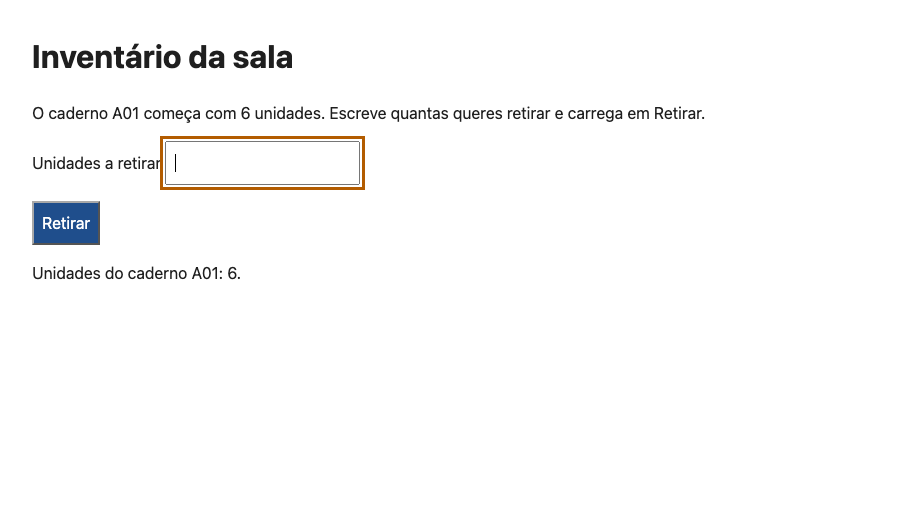 Inventário da sala
O caderno A01 começa com 6 unidades. Escreve quantas queres retirar e carrega em Retirar.
Unidades a retirar
Retirar
Unidades do caderno A01: 6.